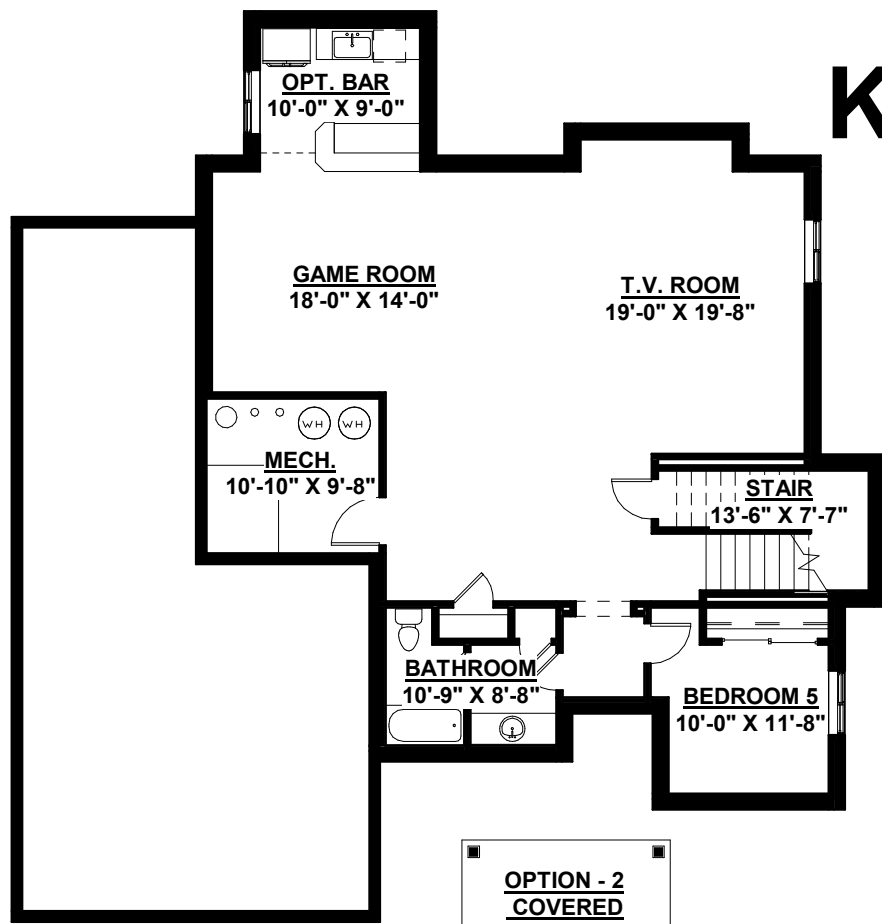 K
OPT. BAR
10'-0" X 9'-0"
GAME ROOM
18'-0" X 14'-0"
T.V. ROOM
19'-0" X 19'-8"
WH WH
MECH.
10'-10" X 9'-8"
STAIR
13'-6" X 7'-7"
BATHROOM
10'-9" X 8'-8"
BEDROOM 5
10'-0" X 11'-8"
OPTION - 2
COVERED